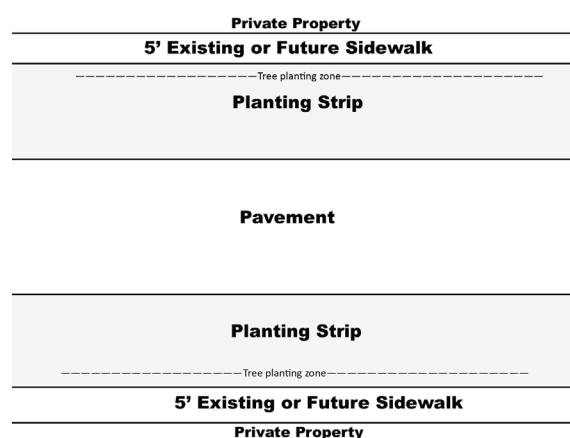 Private Property
5’ Existing or Future Sidewalk
Tree planting zone
Planting Strip
Pavement
Planting Strip
Tree planting zone
5’ Existing or Future Sidewalk
Private Property